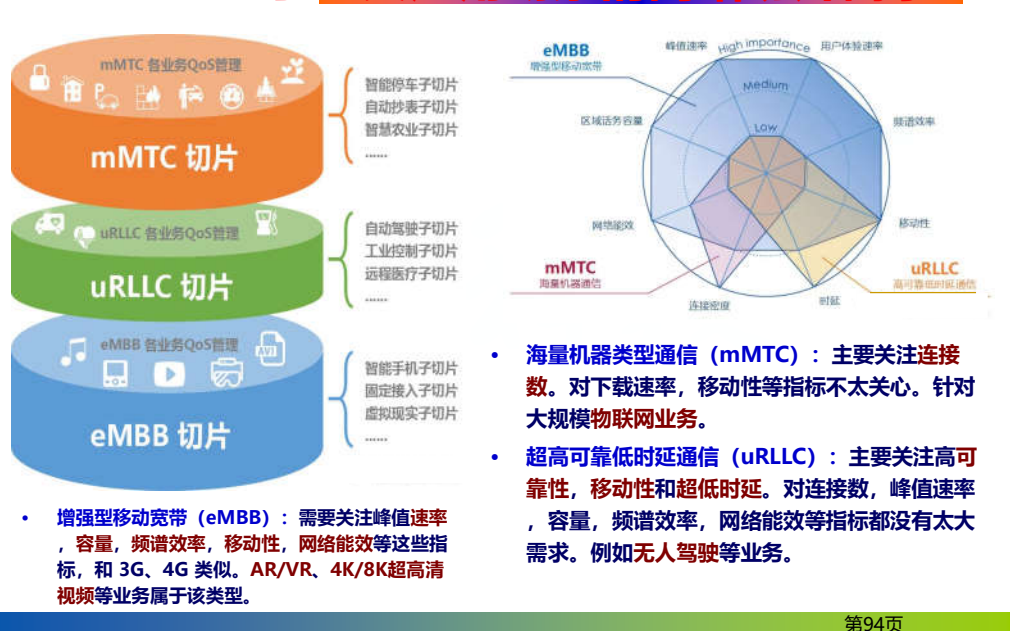 mMTC 各业务QoS管理
mMTC 切片
智能停车子切片
自动抄表子切片
智慧农业子切片
......
uRLLC 各业务QoS管理
uRLLC 切片
自动驾驶子切片
工业控制子切片
远程医疗子切片
......
eMBB 各业务QoS管理
AVI
eMBB 切片
智能手机子切片
固定接入子切片
虚拟现实子切片
......
• 增强型移动宽带（eMBB）: 需要关注峰值速率
，容量，频谱效率，移动性，网络能效等这些指
标，和 3G、4G 类似。AR/VR、4K/8K超高清
视频等业务属于该类型。
eMBB
增强型移动宽带
峰值速率
High importance
用户体验速率
Medium
Low
区域话务容量
频谱效率
网络能效
移动性
mMTC
海量机器通信
uRLLC
高可靠低时延通信
连接密度
时延
• 海量机器类型通信（mMTC）: 主要关注连接
数。对下载速率，移动性等指标不太关心。针对
大规模物联网业务。
• 超高可靠低时延通信（uRLLC）: 主要关注高可
靠性，移动性和超低时延。对连接数，峰值速率
，容量，频谱效率，网络能效等指标都没有太大
需求。例如无人驾驶等业务。
第94页